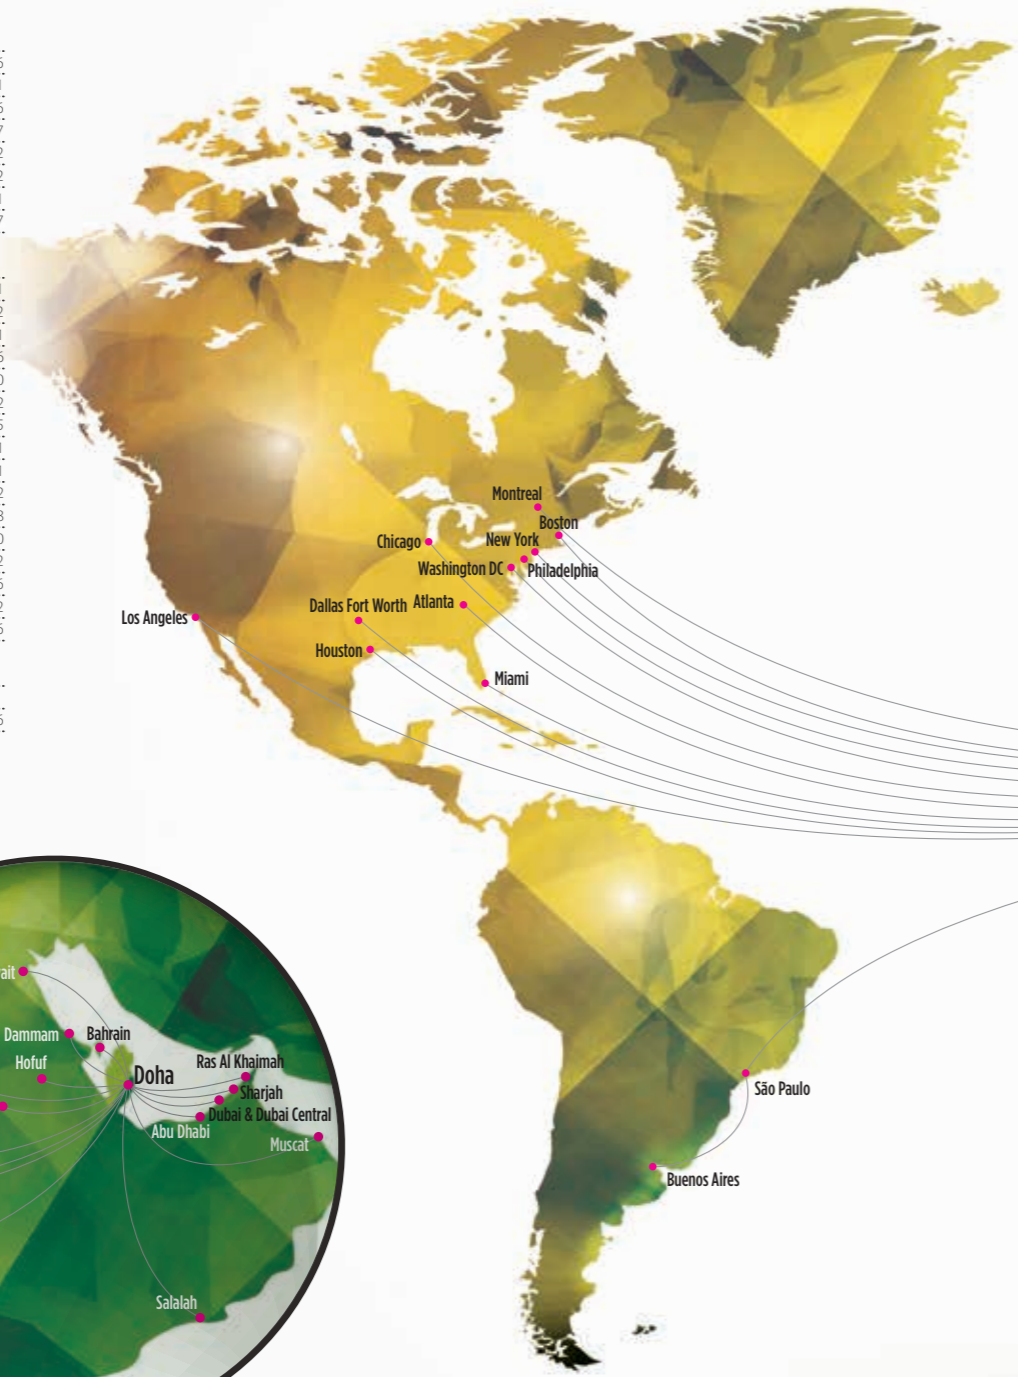 Montreal
Boston
New York
Chicago
Washington DC
Philadelphia
Dallas Fort Worth
Atlanta
Los Angeles
Houston
Miami
ait
Dammam
Bahrain
Hofuf
Doha
Ras Al Khaimah
Sharjah
Dubai & Dubai Central
Abu Dhabi
Muscat
Salalah
São Paulo
Buenos Aires